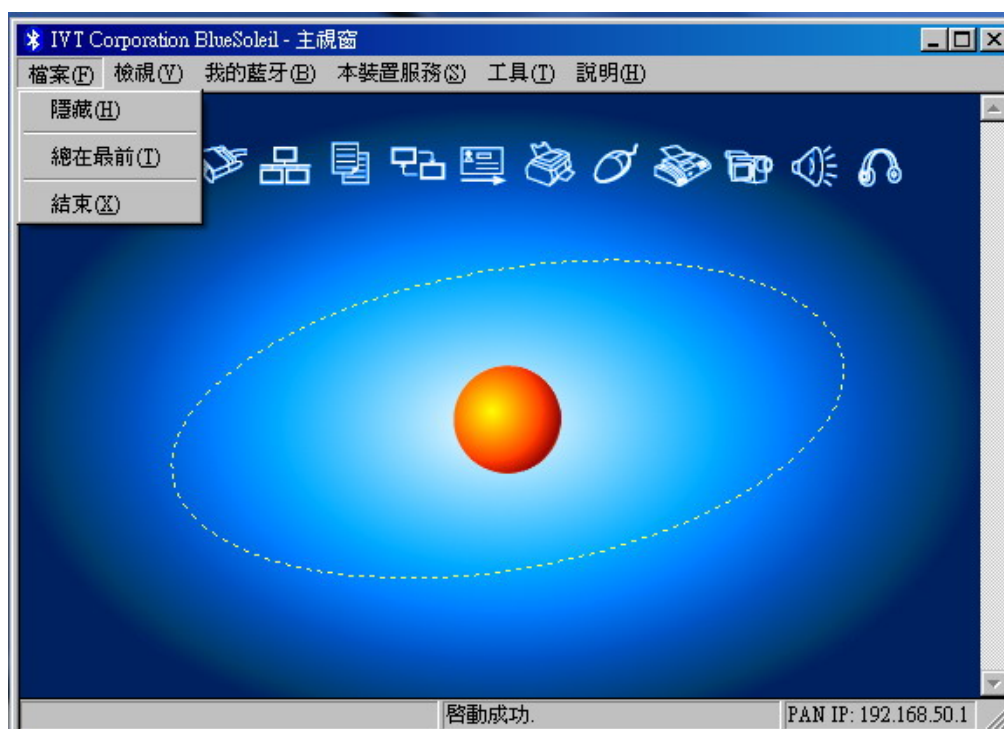 IVT Corporation BlueSoleil - 主視窗
檔案(F) 檢視(V) 我的藍牙(B) 本裝置服務(S) 工具(T) 說明(H)
隱藏(H)
總在最前(T)
結束(X)
啓動成功. PAN IP: 192.168.50.1